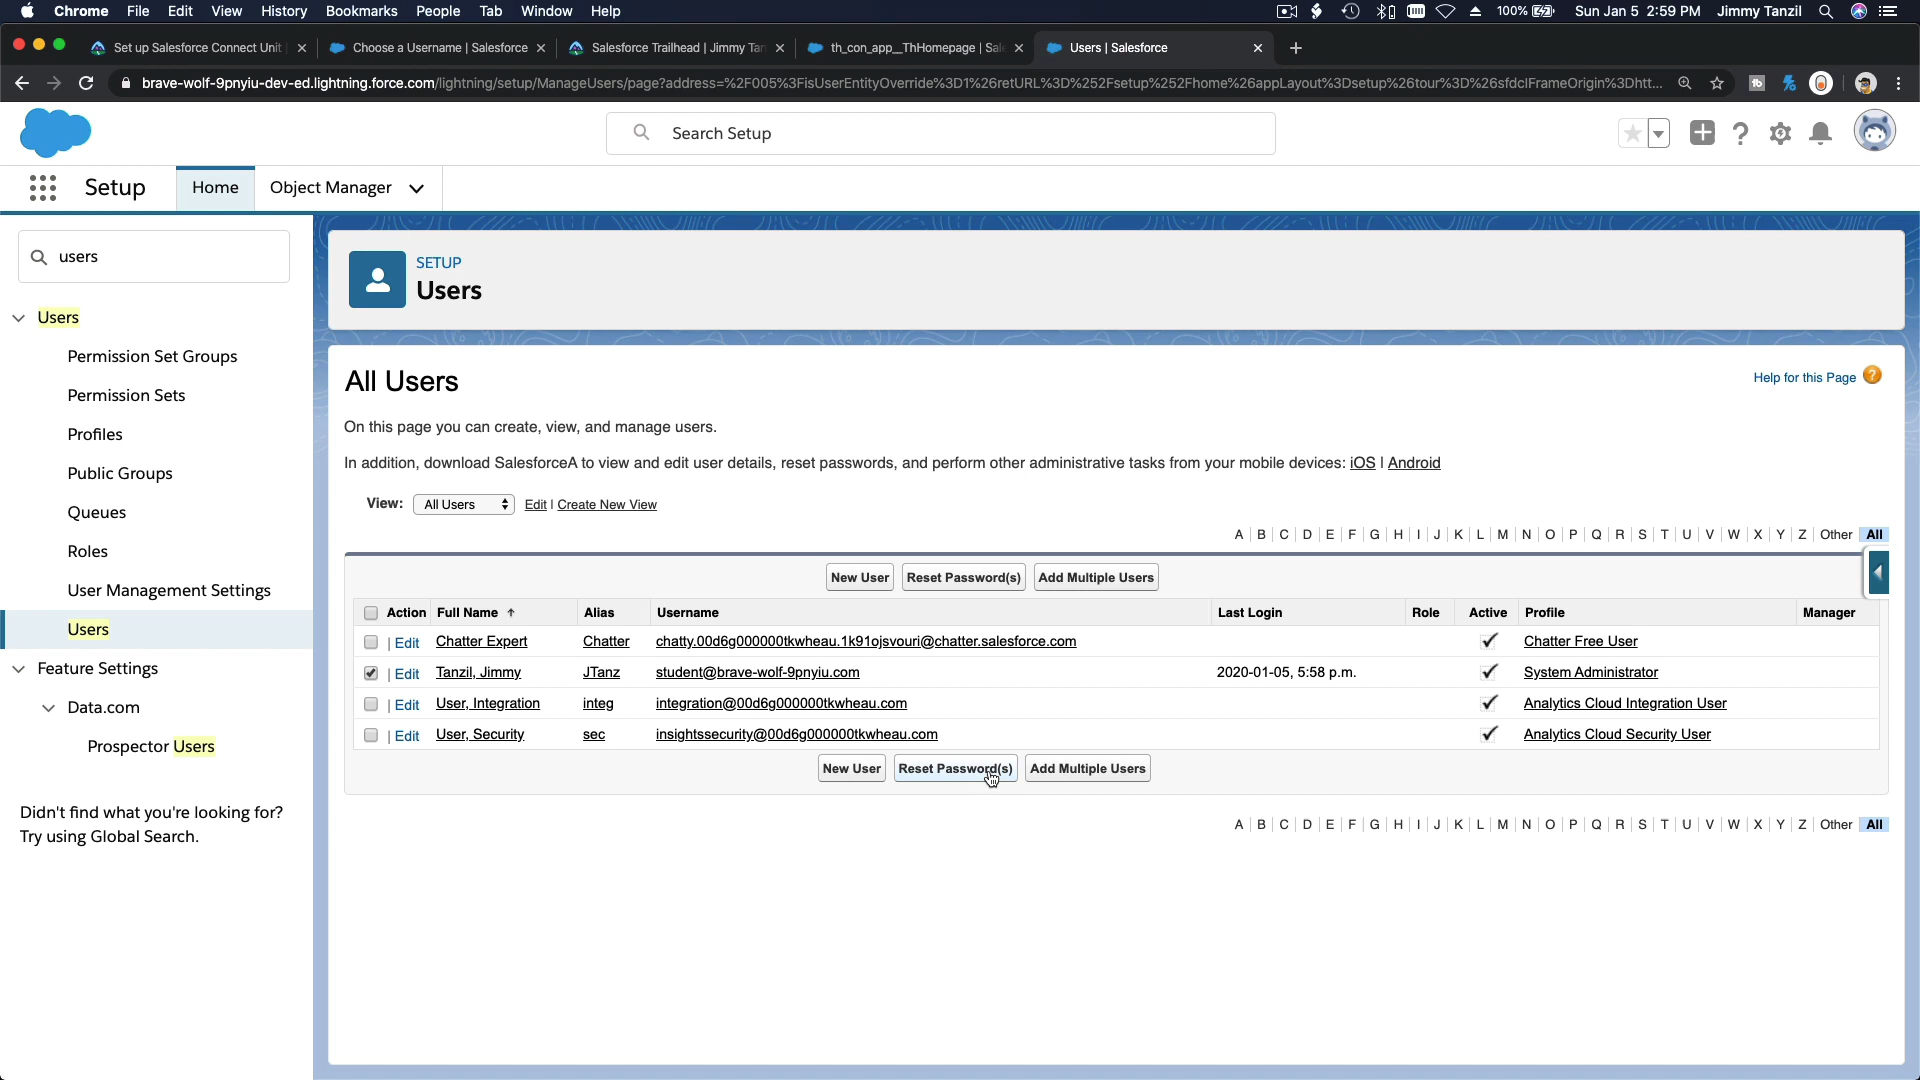 Chrome File Edit View History Bookmarks People Tab Window Help 100% Sun Jan 5 2:59 PM Jimmy Tanzil
Set up Salesforce Connect Unit Choose a Username | Salesforce Salesforce Trailhead | Jimmy Tan th_con_app__ThHomepage | Sale Users | Salesforce
brave-wolf-9pnyiu-dev-ed.lightning.force.com/lightning/setup/ManageUsers/page?address=%2F005%3FisUserEntityOverride%3D1%26retURL%3D%252Fsetup%252Fhome%26appLayout%3Dsetup%26tour%3D%26sfdcIFrameOrigin%3Dhtt...
Search Setup
Setup Home Object Manager
users
Users
Permission Set Groups
Permission Sets
Profiles
Public Groups
Queues
Roles
User Management Settings
Users
Feature Settings
Data.com
Prospector Users
Didn't find what you're looking for?
Try using Global Search.
SETUP
Users
All Users
Help for this Page ?
On this page you can create, view, and manage users.
In addition, download SalesforceA to view and edit user details, reset passwords, and perform other administrative tasks from your mobile devices: iOS | Android
View: All Users Edit | Create New View
A | B | C | D | E | F | G | H | I | J | K | L | M | N | O | P | Q | R | S | T | U | V | W | X | Y | Z | Other All
New User Reset Password(s) Add Multiple Users
Action Full Name ↑ Alias Username Last Login Role Active Profile Manager
| Edit Chatter Expert Chatter chatty.00d6g000000tkwheau.1k91ojsvouri@chatter.salesforce.com ✓ Chatter Free User
| Edit Tanzil, Jimmy JTanz student@brave-wolf-9pnyiu.com 2020-01-05, 5:58 p.m. ✓ System Administrator
| Edit User, Integration integ integration@00d6g000000tkwheau.com ✓ Analytics Cloud Integration User
| Edit User, Security sec insightssecurity@00d6g000000tkwheau.com ✓ Analytics Cloud Security User
New User Reset Password(s) Add Multiple Users
A | B | C | D | E | F | G | H | I | J | K | L | M | N | O | P | Q | R | S | T | U | V | W | X | Y | Z | Other All